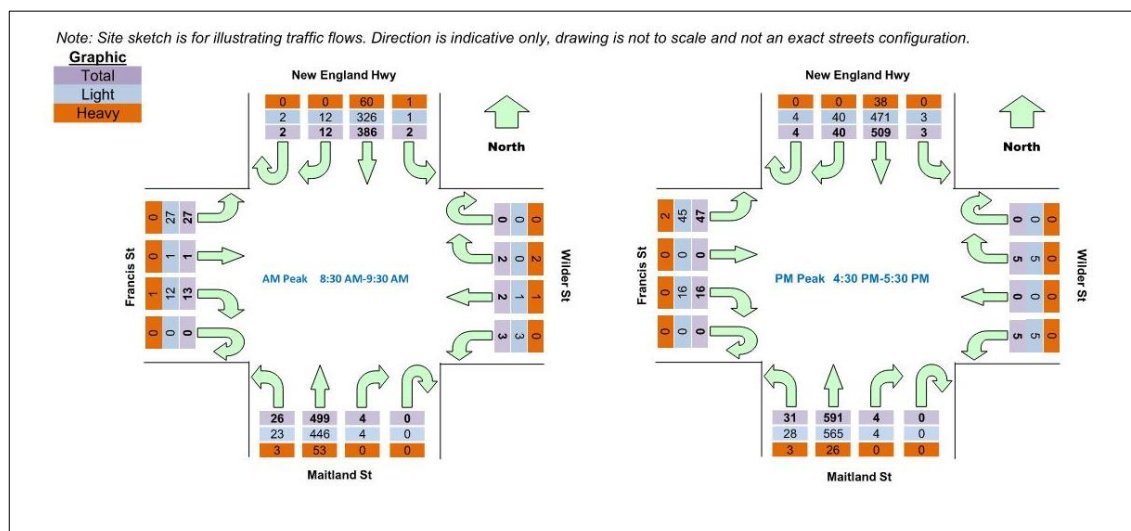 Note: Site sketch is for illustrating traffic flows. Direction is indicative only, drawing is not to scale and not an exact streets configuration.
Graphic
Total
Light
Heavy
New England Hwy
0 0 60 1
2 12 326 1
2 12 386 2
North
Francis St
0 27 27
0 1 1
1 12 13
0 0 0
AM Peak 8:30 AM-9:30 AM
0 0 0
2 0 2
2 1 1
3 3 0
Wilder St
26 499 4 0
23 446 4 0
3 53 0 0
Maitland St
New England Hwy
0 0 38 0
4 40 471 3
4 40 509 3
North
Francis St
2 45 47
0 0 0
0 16 16
0 0 0
PM Peak 4:30 PM-5:30 PM
0 0 0
5 5 0
0 0 0
5 5 0
Wilder St
31 591 4 0
28 565 4 0
3 26 0 0
Maitland St